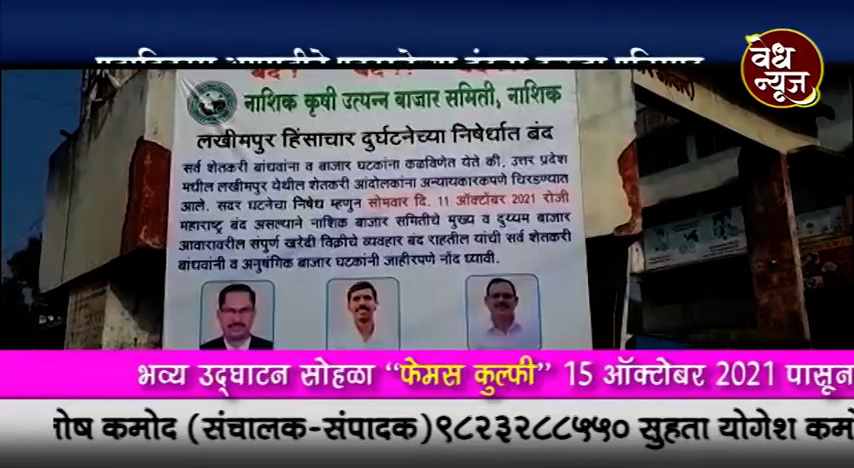 वेध
न्यूज
नाशिक कृषी उत्पन्न बाजार समिती, नाशिक
लखीमपुर हिंसाचार दुर्घटनेच्या निषेर्धात बंद
सर्व शेतकरी बांधवांना व बाजार घटकांना कळविणेत येते की, उत्तर प्रदेश
मधील लखीमपुर येथील शेतकरी आंदोलकांना अन्यायकारकपणे चिरडण्यात
आले. सदर घटनेचा निषेध म्हणुन सोमवार दि. 11 ऑक्टोंबर 2021 रोजी
महाराष्ट्र बंद असल्याने नाशिक बाजार समितीचे मुख्य व दुय्यम बाजार
आवारावरील संपुर्ण खरेदी विक्रीचे व्यवहार बंद राहतील यांची सर्व शेतकरी
बांधवांनी व अनुषंगिक बाजार घटकांनी जाहीरपणे नोंद घ्यावी.
भव्य उद्घाटन सोहळा “फेमस कुल्फी” 15 ऑक्टोबर 2021 पासून
तोष कमोद (संचालक-संपादक)९८२३२८८५५० सुहता योगेश कमो